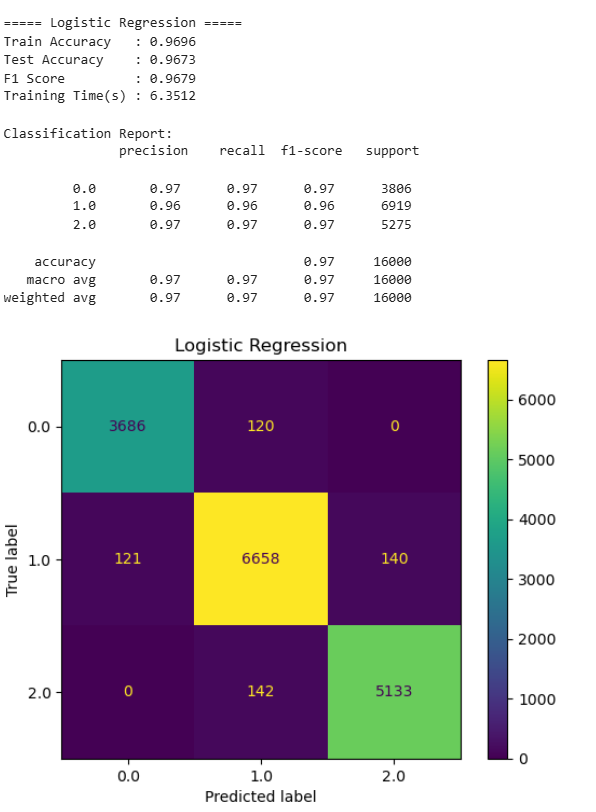 ===== Logistic Regression =====
Train Accuracy   : 0.9696
Test Accuracy    : 0.9673
F1 Score         : 0.9679
Training Time(s) : 6.3512
Classification Report:
precision    recall  f1-score   support
0.0       0.97      0.97      0.97      3806
1.0       0.96      0.96      0.96      6919
2.0       0.97      0.97      0.97      5275
accuracy                           0.97     16000
macro avg       0.97      0.97      0.97     16000
weighted avg       0.97      0.97      0.97     16000
Logistic Regression
6000
0.0 3686 120 0
5000
4000
True label
1.0 121 6658 140
3000
2000
2.0 0 142 5133
1000
0
0.0 1.0 2.0
Predicted label